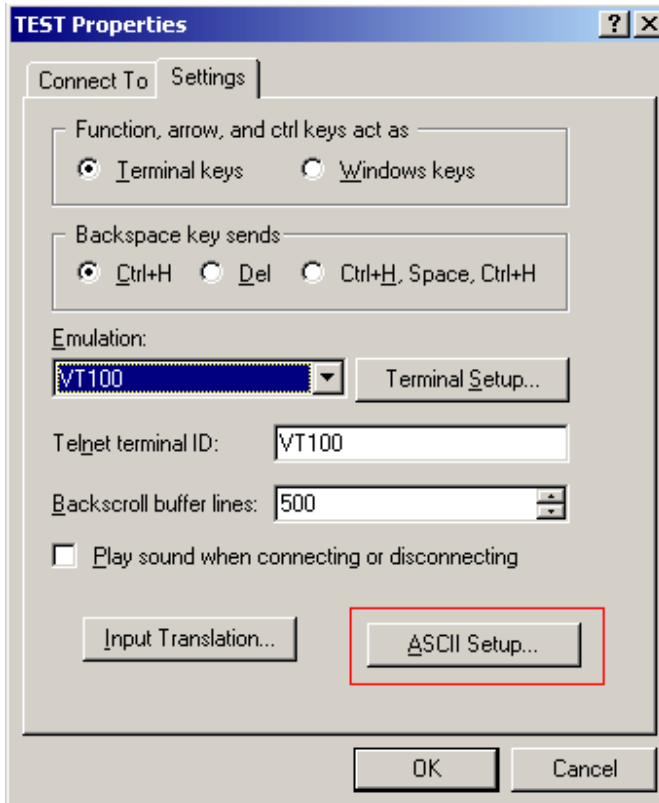 TEST Properties
Connect To Settings
Function, arrow, and ctrl keys act as
Terminal keys Windows keys
Backspace key sends
Ctrl+H Del Ctrl+H, Space, Ctrl+H
Emulation:
VT100 Terminal Setup...
Telnet terminal ID: VT100
Backscroll buffer lines: 500
Play sound when connecting or disconnecting
Input Translation... ASCII Setup...
OK Cancel